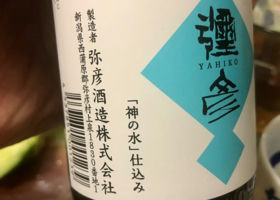 彌彦
YAHIKO
「神の水」仕込み
製造者 弥彦酒造株式会社
新潟県西蒲原郡弥彦村上泉1830番地1